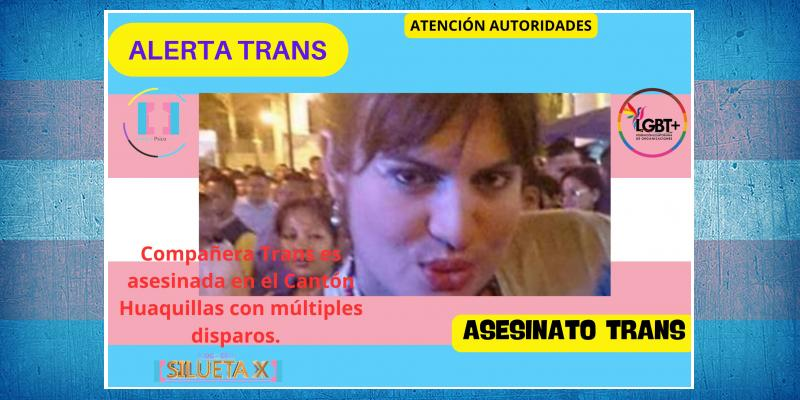 ATENCIÓN AUTORIDADES
ALERTA TRANS
Psico
LGBT+
Compañera Trans es
asesinada en el Cantón
Huaquillas con múltiples
disparos.
ASESINATO TRANS
SILUETA X